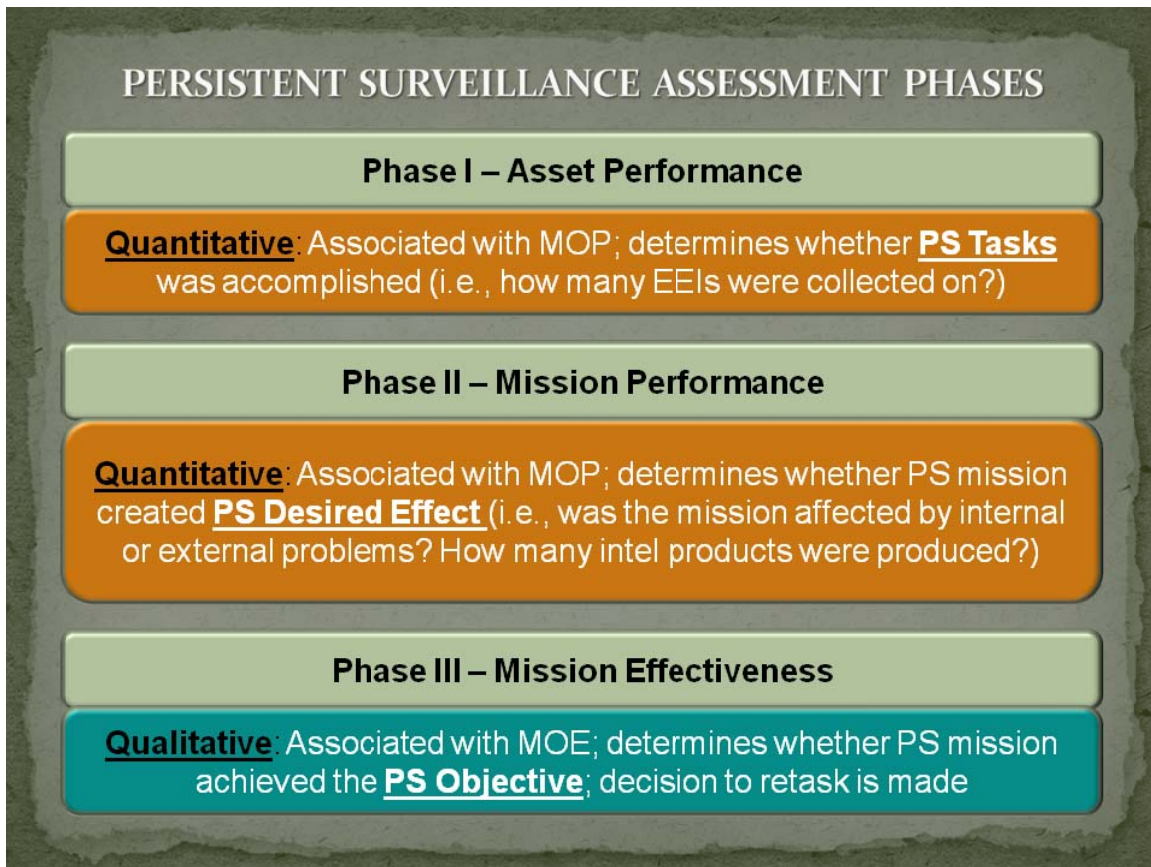 PERSISTENT SURVEILLANCE ASSESSMENT PHASES
Phase I – Asset Performance
Quantitative: Associated with MOP; determines whether PS Tasks
was accomplished (i.e., how many EEIs were collected on?)
Phase II – Mission Performance
Quantitative: Associated with MOP; determines whether PS mission
created PS Desired Effect (i.e., was the mission affected by internal
or external problems? How many intel products were produced?)
Phase III – Mission Effectiveness
Qualitative: Associated with MOE; determines whether PS mission
achieved the PS Objective; decision to retask is made